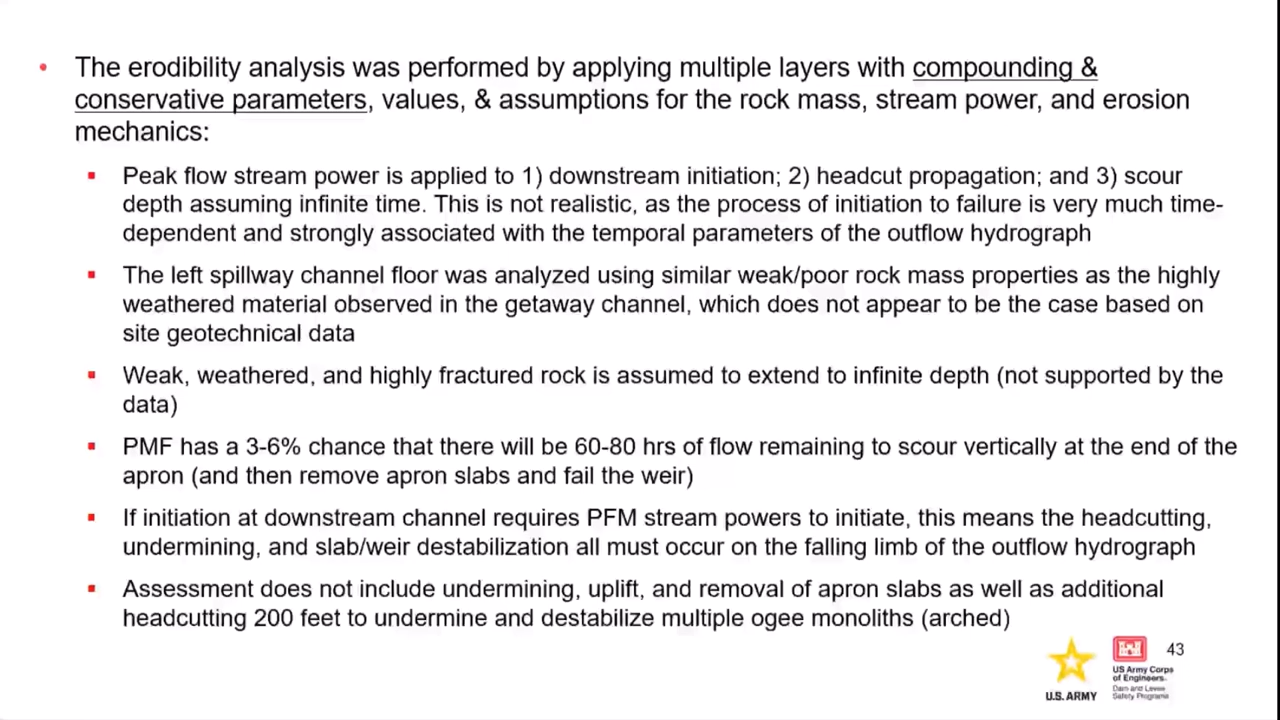 • The erodibility analysis was performed by applying multiple layers with compounding &
conservative parameters, values, & assumptions for the rock mass, stream power, and erosion
mechanics:
▪ Peak flow stream power is applied to 1) downstream initiation; 2) headcut propagation; and 3) scour
depth assuming infinite time. This is not realistic, as the process of initiation to failure is very much time-
dependent and strongly associated with the temporal parameters of the outflow hydrograph
▪ The left spillway channel floor was analyzed using similar weak/poor rock mass properties as the highly
weathered material observed in the getaway channel, which does not appear to be the case based on
site geotechnical data
▪ Weak, weathered, and highly fractured rock is assumed to extend to infinite depth (not supported by the
data)
▪ PMF has a 3-6% chance that there will be 60-80 hrs of flow remaining to scour vertically at the end of the
apron (and then remove apron slabs and fail the weir)
▪ If initiation at downstream channel requires PFM stream powers to initiate, this means the headcutting,
undermining, and slab/weir destabilization all must occur on the falling limb of the outflow hydrograph
▪ Assessment does not include undermining, uplift, and removal of apron slabs as well as additional
headcutting 200 feet to undermine and destabilize multiple ogee monoliths (arched)
43
U.S. ARMY
US Army Corps
of Engineers.
Dam and Levee
Safety Programs